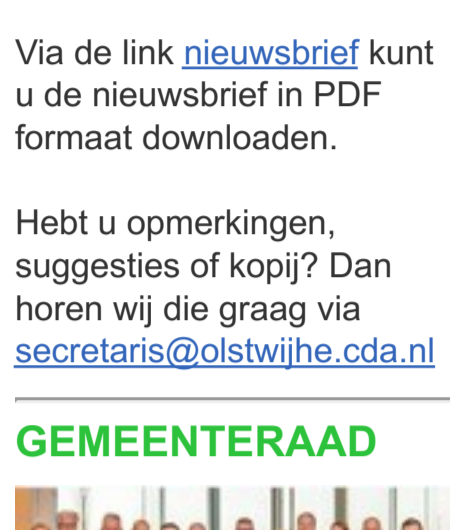 Via de link nieuwsbrief kunt
u de nieuwsbrief in PDF
formaat downloaden.
Hebt u opmerkingen,
suggesties of kopij? Dan
horen wij die graag via
secretaris@olstwijhe.cda.nl
GEMEENTERAAD